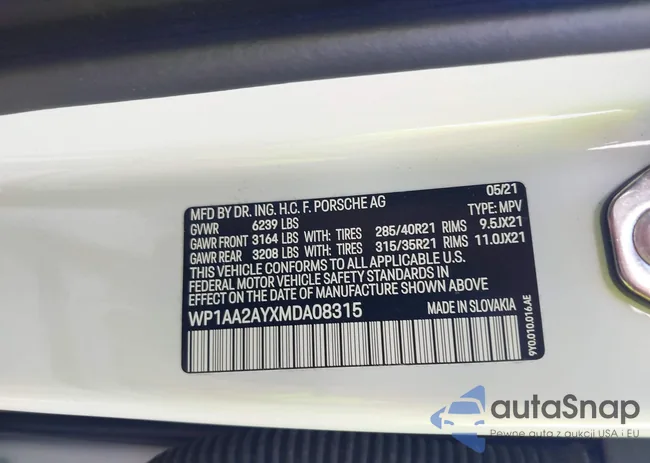 MFD BY DR. ING. H.C. F. PORSCHE AG 05/21
GVWR 6239 LBS TYPE: MPV
GAWR FRONT 3164 LBS WITH: TIRES 285/40R21 RIMS 9.5JX21
GAWR REAR 3208 LBS WITH: TIRES 315/35R21 RIMS 11.0JX21
THIS VEHICLE CONFORMS TO ALL APPLICABLE
FEDERAL MOTOR VEHICLE SAFETY STANDARDS IN
EFFECT ON THE DATE OF MANUFACTURE SHOWN ABOVE
WP1AA2AYXMDA08315 MADE IN SLOVAKIA
9Y0.010.016.AE
autaSnap
Pewne auta z aukcji USA i EU